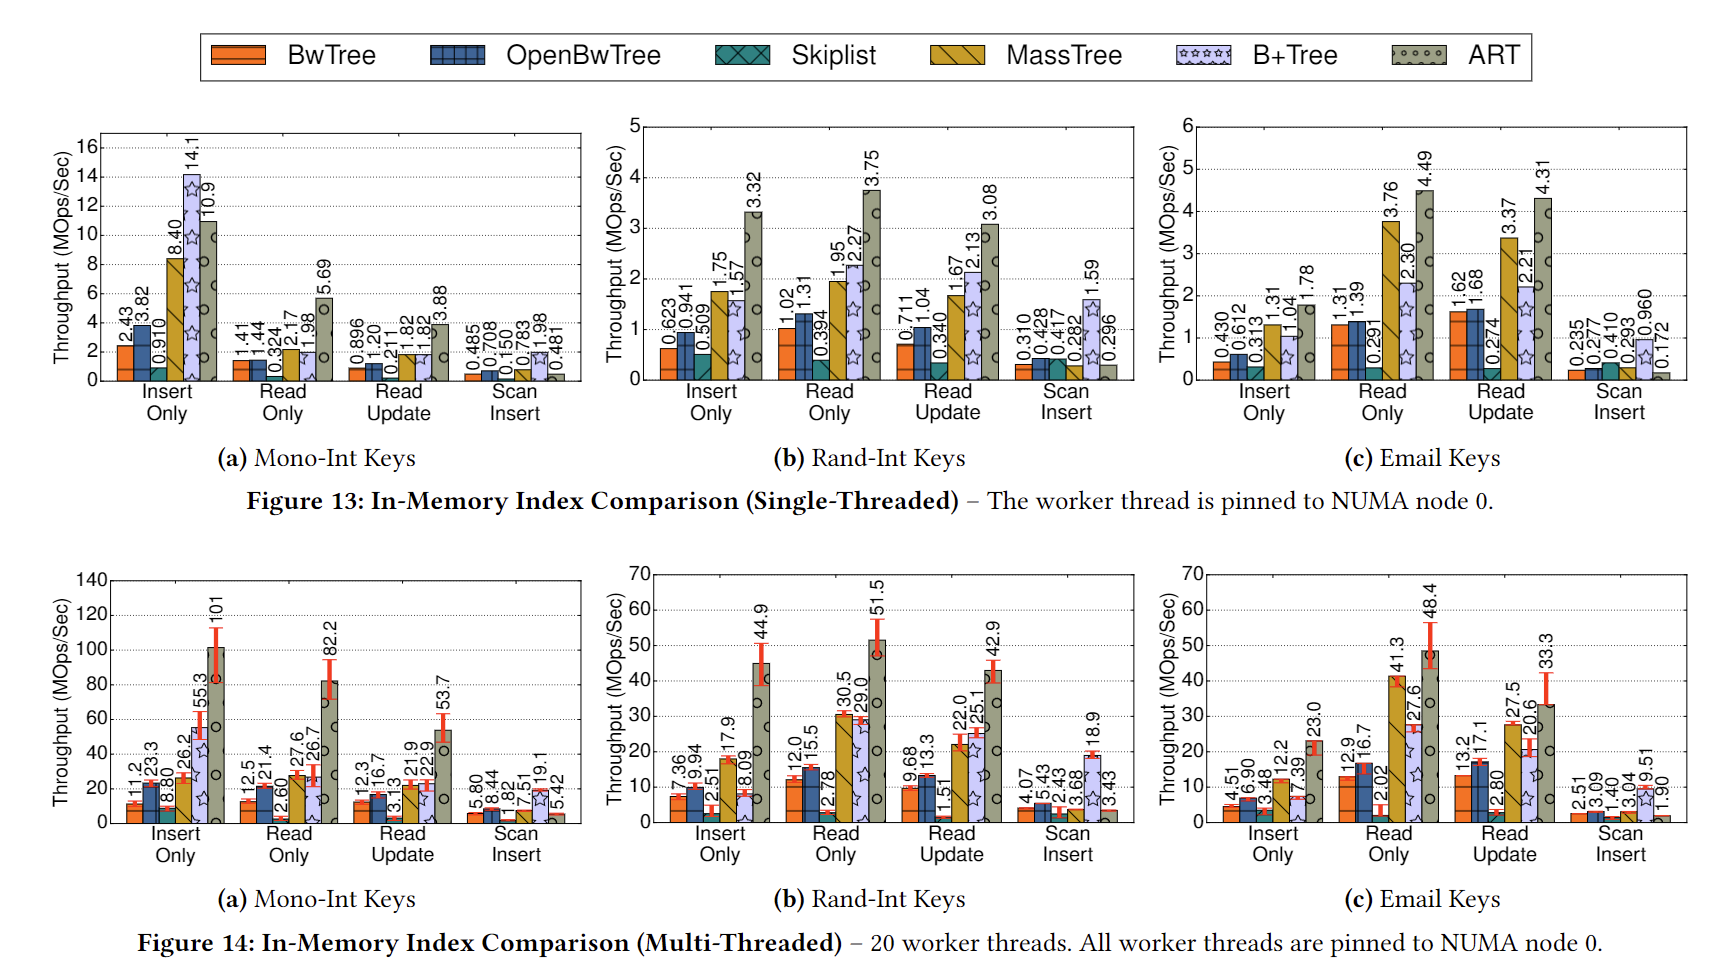 BwTree OpenBwTree Skiplist MassTree B+Tree ART
Throughput (MOps/Sec)
16
14
12
10
8
6
4
2
0
2.43 3.82 0.910 8.40 14.1 10.9
1.41 1.44 0.324 2.17 1.98 5.69
0.896 1.20 0.211 1.82 1.82 3.88
0.485 0.708 0.150 0.783 1.98 0.481
Insert Only
Read Only
Read Update
Scan Insert
(a) Mono-Int Keys
Throughput (MOps/Sec)
5
4
3
2
1
0
0.623 0.941 0.509 1.75 1.57 3.32
1.02 1.31 0.394 1.95 2.27 3.75
0.711 1.04 0.340 1.67 2.13 3.08
0.310 0.428 0.417 0.282 1.59 0.296
Insert Only
Read Only
Read Update
Scan Insert
(b) Rand-Int Keys
Throughput (MOps/Sec)
6
5
4
3
2
1
0
0.430 0.612 0.313 1.31 1.04 1.78
1.31 1.39 0.291 3.76 2.30 4.49
1.62 1.68 0.274 3.37 2.21 4.31
0.235 0.277 0.410 0.293 0.960 0.172
Insert Only
Read Only
Read Update
Scan Insert
(c) Email Keys
Figure 13: In-Memory Index Comparison (Single-Threaded) – The worker thread is pinned to NUMA node 0.
Throughput (MOps/Sec)
140
120
100
80
60
40
20
0
11.2 23.3 8.80 26.2 55.3 101
12.5 21.4 2.60 27.6 26.7 82.2
12.3 16.7 3.13 21.9 22.9 53.7
5.80 8.44 1.82 7.51 19.1 5.42
Insert Only
Read Only
Read Update
Scan Insert
(a) Mono-Int Keys
Throughput (MOps/Sec)
70
60
50
40
30
20
10
0
7.36 9.94 2.51 17.9 8.09 44.9
12.0 15.5 2.78 30.5 29.0 51.5
9.68 13.3 1.51 22.0 25.1 42.9
4.07 5.43 2.43 3.68 18.9 3.43
Insert Only
Read Only
Read Update
Scan Insert
(b) Rand-Int Keys
Throughput (MOps/Sec)
70
60
50
40
30
20
10
0
4.51 6.90 3.48 12.2 7.39 23.0
12.9 16.7 2.02 41.3 27.6 48.4
13.2 17.1 2.80 27.5 20.6 33.3
2.51 3.09 1.40 3.04 9.51 1.90
Insert Only
Read Only
Read Update
Scan Insert
(c) Email Keys
Figure 14: In-Memory Index Comparison (Multi-Threaded) – 20 worker threads. All worker threads are pinned to NUMA node 0.